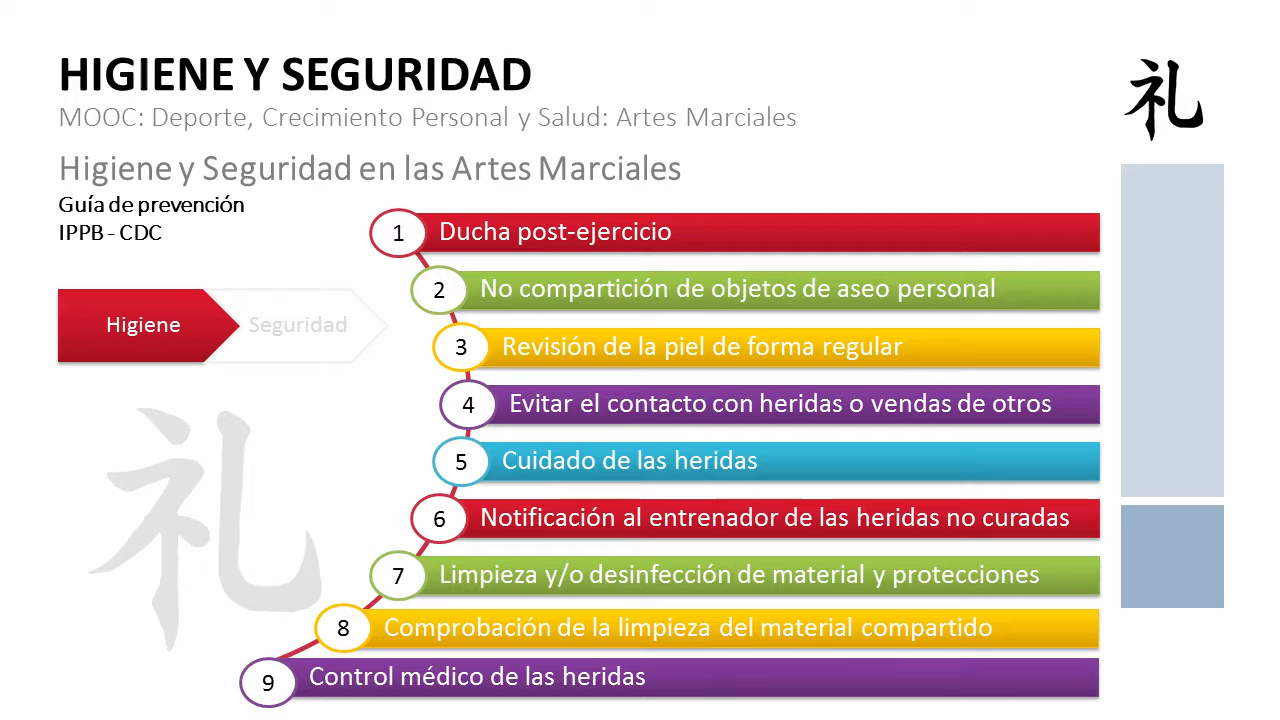 HIGIENE Y SEGURIDAD
MOOC: Deporte, Crecimiento Personal y Salud: Artes Marciales
礼
Higiene y Seguridad en las Artes Marciales
Guía de prevención
IPPB - CDC
Higiene
Seguridad
礼
1 Ducha post-ejercicio
2 No compartición de objetos de aseo personal
3 Revisión de la piel de forma regular
4 Evitar el contacto con heridas o vendas de otros
5 Cuidado de las heridas
6 Notificación al entrenador de las heridas no curadas
7 Limpieza y/o desinfección de material y protecciones
8 Comprobación de la limpieza del material compartido
9 Control médico de las heridas